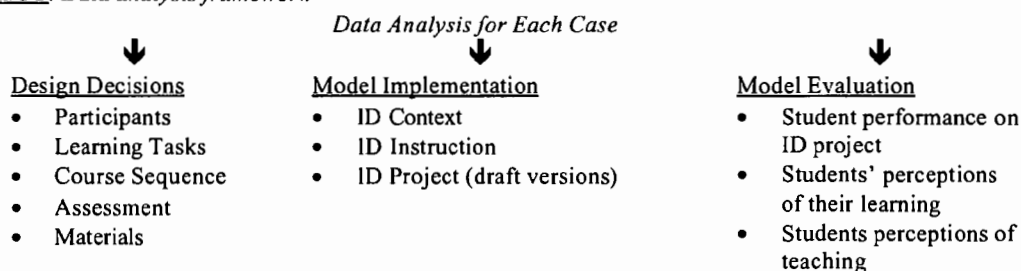 Data Analysis for Each Case
Design Decisions
• Participants
• Learning Tasks
• Course Sequence
• Assessment
• Materials
Model Implementation
• ID Context
• ID Instruction
• ID Project (draft versions)
Model Evaluation
• Student performance on
ID project
• Students' perceptions
of their learning
• Students perceptions of
teaching